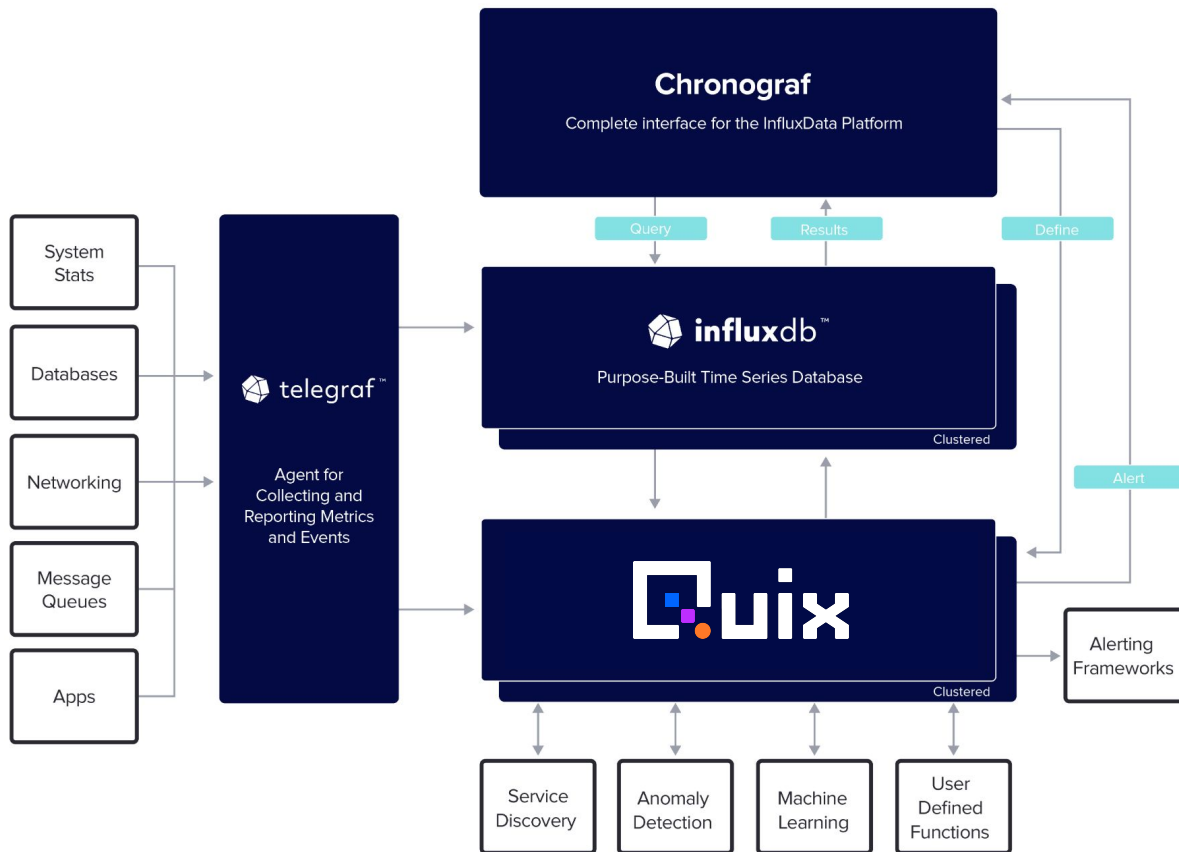 Chronograf
Complete interface for the InfluxData Platform
Query
Results
Define
System
Stats
Databases
Networking
Message
Queues
Apps
telegraf™
Agent for
Collecting and
Reporting Metrics
and Events
influxdb™
Purpose-Built Time Series Database
Clustered
Alert
Quix
Clustered
Alerting
Frameworks
Service
Discovery
Anomaly
Detection
Machine
Learning
User
Defined
Functions